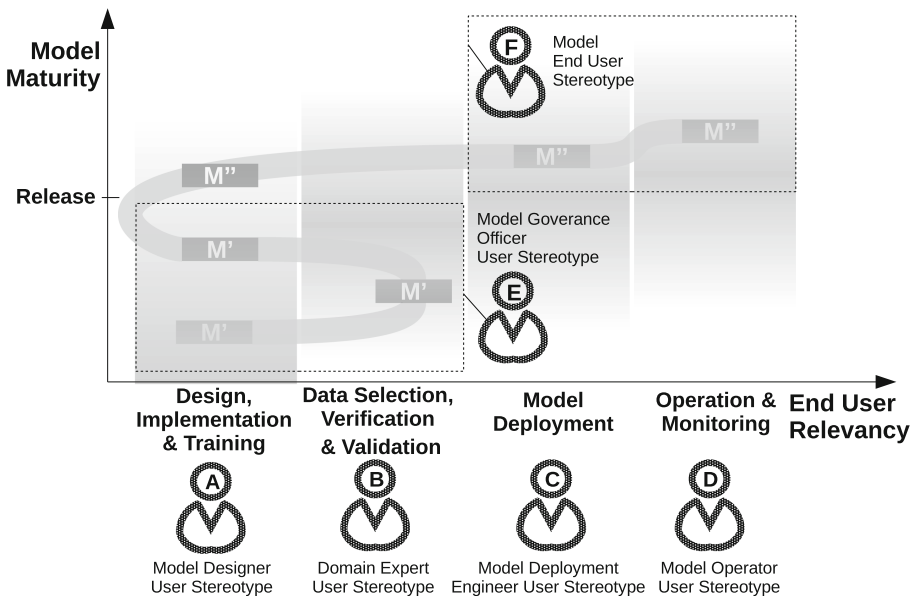 Model
Maturity
F
Model
End User
Stereotype
M’’
M’’
M’’
Release
Model Goverance
Officer
User Stereotype
M’
M’
E
M’
Design,
Implementation
& Training
Data Selection,
Verification
& Validation
Model
Deployment
Operation &
Monitoring
End User
Relevancy
A
B
C
D
Model Designer
User Stereotype
Domain Expert
User Stereotype
Model Deployment
Engineer User Stereotype
Model Operator
User Stereotype